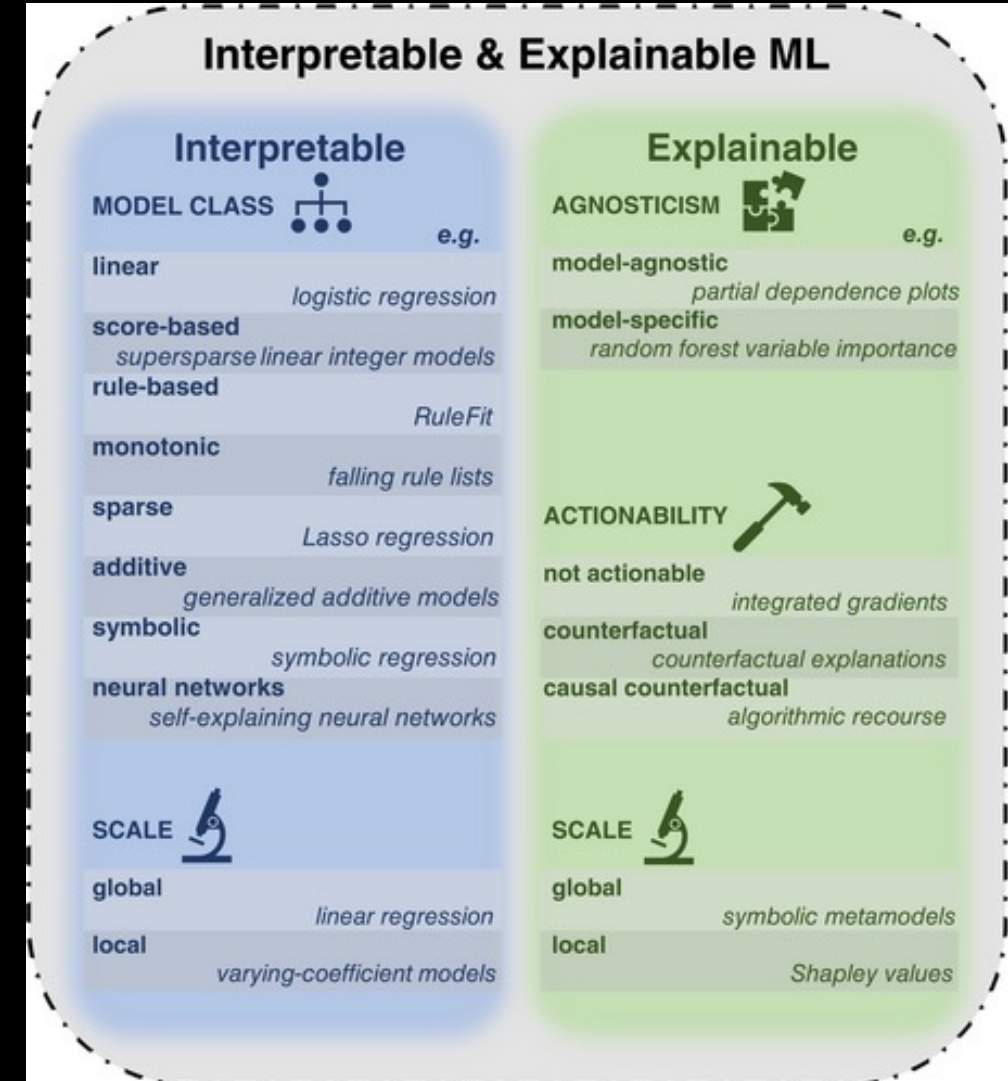 Interpretable & Explainable ML
Interpretable
MODEL CLASS
e.g.
linear
logistic regression
score-based
supersparse linear integer models
rule-based
RuleFit
monotonic
falling rule lists
sparse
Lasso regression
additive
generalized additive models
symbolic
symbolic regression
neural networks
self-explaining neural networks
SCALE
global
linear regression
local
varying-coefficient models
Explainable
AGNOSTICISM
e.g.
model-agnostic
partial dependence plots
model-specific
random forest variable importance
ACTIONABILITY
not actionable
integrated gradients
counterfactual
counterfactual explanations
causal counterfactual
algorithmic recourse
SCALE
global
symbolic metamodels
local
Shapley values